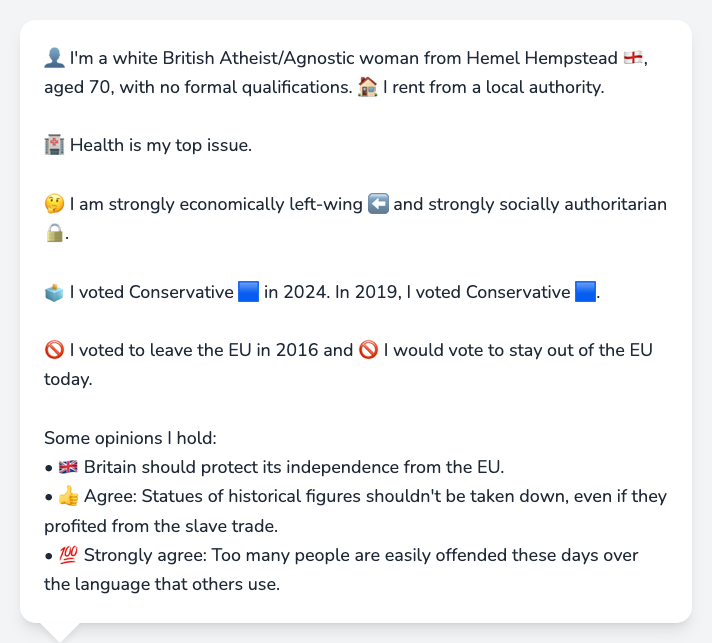 👤 I'm a white British Atheist/Agnostic woman from Hemel Hempstead 🏴󠁧󠁢󠁥󠁮󠁧󠁿,
aged 70, with no formal qualifications. 🏠 I rent from a local authority.
🏥 Health is my top issue.
🤔 I am strongly economically left-wing ⬅️ and strongly socially authoritarian
🔒.
🗳️ I voted Conservative 🟦 in 2024. In 2019, I voted Conservative 🟦.
🚫 I voted to leave the EU in 2016 and 🚫 I would vote to stay out of the EU
today.
Some opinions I hold:
• 🇬🇧 Britain should protect its independence from the EU.
• 👍 Agree: Statues of historical figures shouldn't be taken down, even if they
profited from the slave trade.
• 💯 Strongly agree: Too many people are easily offended these days over
the language that others use.